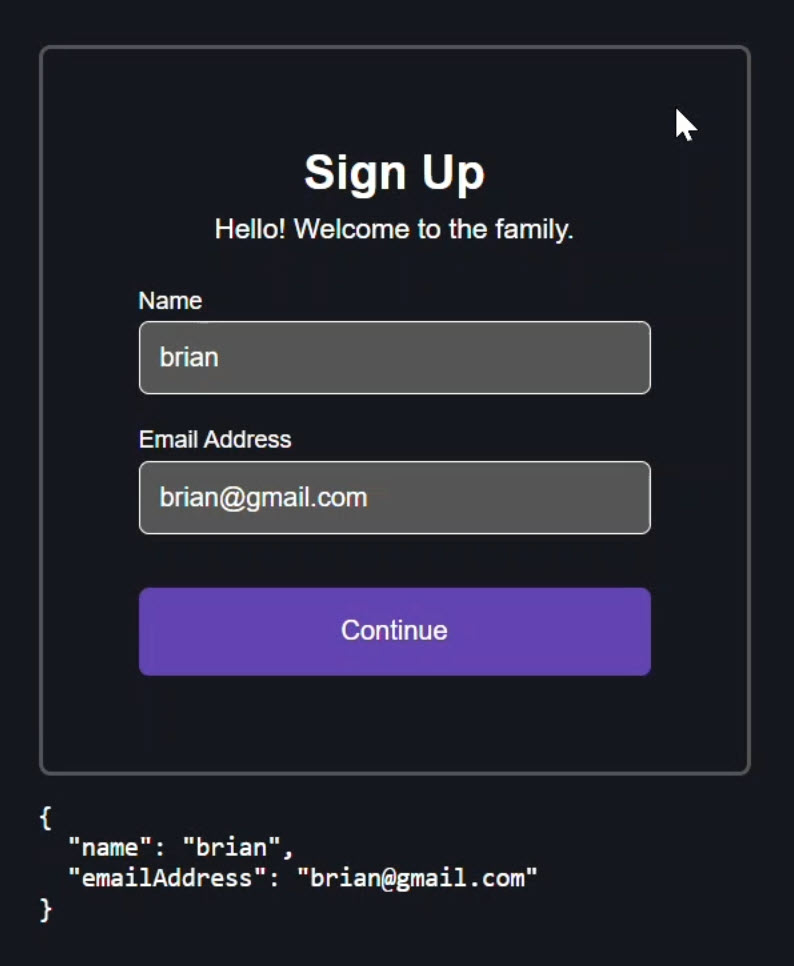 Sign Up
Hello! Welcome to the family.
Name
brian
Email Address
brian@gmail.com
Continue
{
  "name": "brian",
  "emailAddress": "brian@gmail.com"
}